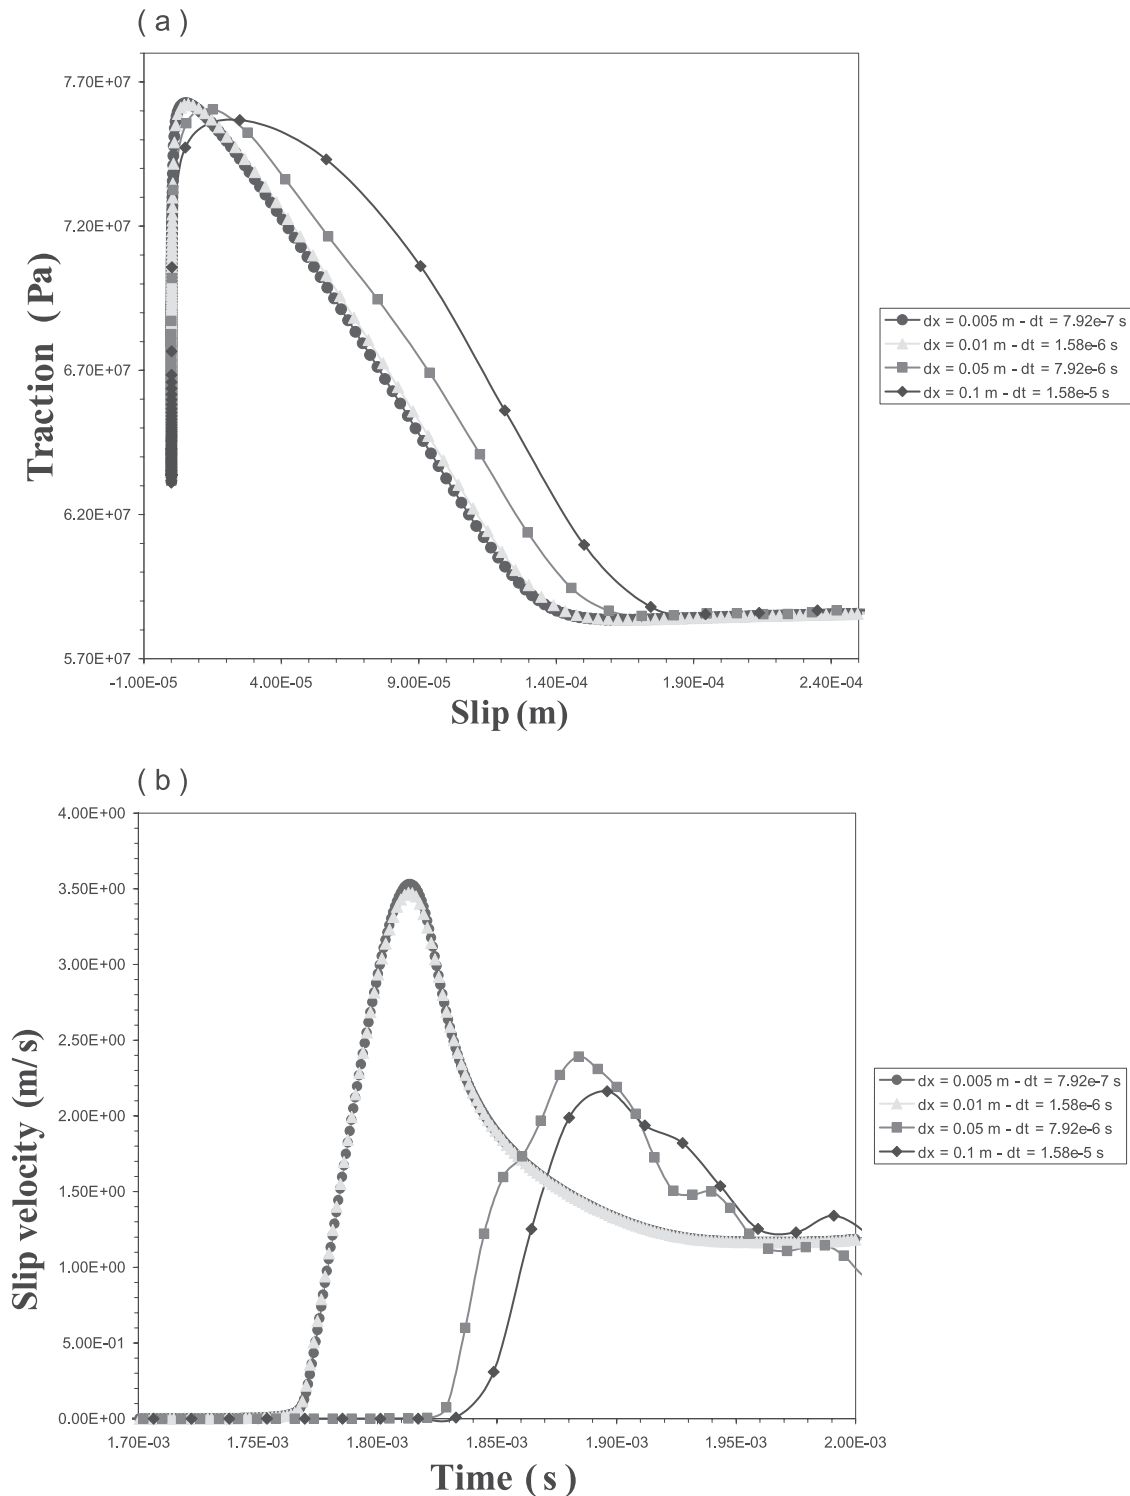 ( a )
7.70E+07
7.20E+07
6.70E+07
6.20E+07
5.70E+07
Traction (Pa)
-1.00E-05 4.00E-05 9.00E-05 1.40E-04 1.90E-04 2.40E-04
Slip (m)
dx = 0.005 m - dt = 7.92e-7 s
dx = 0.01 m - dt = 1.58e-6 s
dx = 0.05 m - dt = 7.92e-6 s
dx = 0.1 m - dt = 1.58e-5 s
( b )
4.00E+00
3.50E+00
3.00E+00
2.50E+00
2.00E+00
1.50E+00
1.00E+00
5.00E-01
0.00E+00
Slip velocity (m/s)
1.70E-03 1.75E-03 1.80E-03 1.85E-03 1.90E-03 1.95E-03 2.00E-03
Time ( s )
dx = 0.005 m - dt = 7.92e-7 s
dx = 0.01 m - dt = 1.58e-6 s
dx = 0.05 m - dt = 7.92e-6 s
dx = 0.1 m - dt = 1.58e-5 s